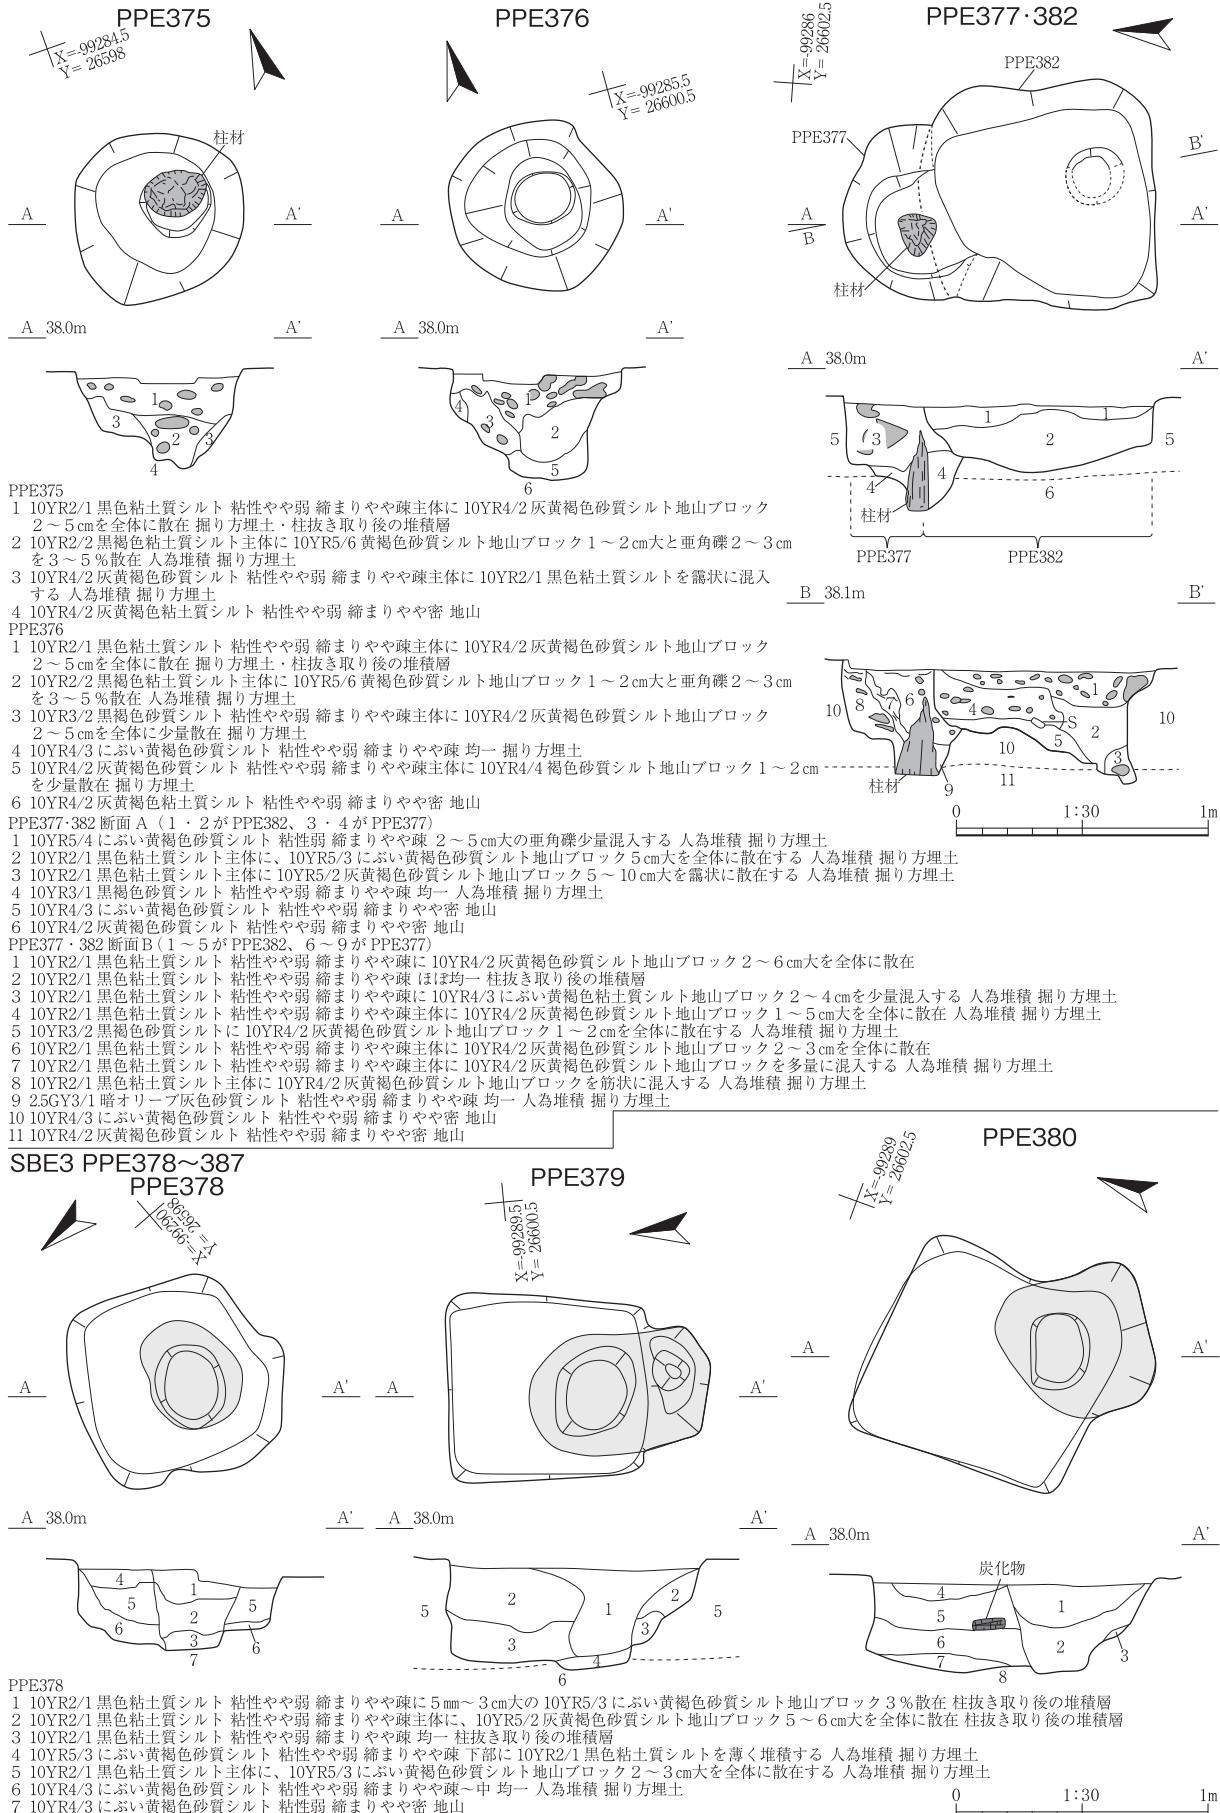 PPE375
X=-99284.5
Y= 26598
柱材
A A'
A 38.0m A'
1
3 2 3
4
PPE376
X=-99285.5
Y= 26600.5
A A'
A 38.0m A'
4 3 1
2
5
6
PPE377・382
X=-99286
Y= 26602.5
PPE382
PPE377
B'
A A'
B
柱材
A 38.0m A'
1 1
5 3 2 5
4 4 6
柱材
PPE377 PPE382
B 38.1m B'
10 8 7 6 4 1 10
S 2
10 5
3
柱材 9 11
0 1:30 1m
PPE375
1 10YR2/1 黒色粘土質シルト 粘性やや弱 締まりやや疎主体に 10YR4/2 灰黄褐色砂質シルト地山ブロック
2～5㎝を全体に散在 掘り方埋土・柱抜き取り後の堆積層
2 10YR2/2 黒褐色粘土質シルト主体に 10YR5/6 黄褐色砂質シルト地山ブロック1～2㎝大と亜角礫2～3㎝
を3～5％散在 人為堆積 掘り方埋土
3 10YR4/2 灰黄褐色砂質シルト 粘性やや弱 締まりやや疎主体に 10YR2/1 黒色粘土質シルトを靄状に混入
する 人為堆積 掘り方埋土
4 10YR4/2 灰黄褐色粘土質シルト 粘性やや弱 締まりやや密 地山
PPE376
1 10YR2/1 黒色粘土質シルト 粘性やや弱 締まりやや疎主体に 10YR4/2 灰黄褐色砂質シルト地山ブロック
2～5㎝を全体に散在 掘り方埋土・柱抜き取り後の堆積層
2 10YR2/2 黒褐色粘土質シルト主体に 10YR5/6 黄褐色砂質シルト地山ブロック1～2㎝大と亜角礫2～3㎝
を3～5％散在 人為堆積 掘り方埋土
3 10YR3/2 黒褐色砂質シルト 粘性やや弱 締まりやや疎主体に 10YR4/2 灰黄褐色砂質シルト地山ブロック
2～5㎝を全体に少量散在 掘り方埋土
4 10YR4/3 にぶい黄褐色砂質シルト 粘性やや弱 締まりやや疎 均一 掘り方埋土
5 10YR4/2 灰黄褐色砂質シルト 粘性やや弱 締まりやや疎主体に 10YR4/4 褐色砂質シルト地山ブロック1～2㎝
を少量散在 掘り方埋土
6 10YR4/2 灰黄褐色粘土質シルト 粘性やや弱 締まりやや密 地山
PPE377・382 断面A（1・2がPPE382、3・4がPPE377）
1 10YR5/4 にぶい黄褐色砂質シルト 粘性弱 締まりやや疎 2～5㎝大の亜角礫少量混入する 人為堆積 掘り方埋土
2 10YR2/1 黒色粘土質シルト主体に、10YR5/3 にぶい黄褐色砂質シルト地山ブロック5㎝大を全体に散在する 人為堆積 掘り方埋土
3 10YR2/1 黒色粘土質シルト主体に 10YR5/2 灰黄褐色砂質シルト地山ブロック5～10㎝大を靄状に散在する 人為堆積 掘り方埋土
4 10YR3/1 黒褐色砂質シルト 粘性やや弱 締まりやや疎 均一 人為堆積 掘り方埋土
5 10YR4/3 にぶい黄褐色砂質シルト 粘性やや弱 締まりやや密 地山
6 10YR4/2 灰黄褐色砂質シルト 粘性やや弱 締まりやや密 地山
PPE377・382 断面B（1～5がPPE382、6～9がPPE377）
1 10YR2/1 黒色粘土質シルト 粘性やや弱 締まりやや疎に 10YR4/2 灰黄褐色砂質シルト地山ブロック2～6㎝大を全体に散在
2 10YR2/1 黒色粘土質シルト 粘性やや弱 締まりやや疎 ほぼ均一 柱抜き取り後の堆積層
3 10YR2/1 黒色粘土質シルト 粘性やや弱 締まりやや疎に 10YR4/3 にぶい黄褐色粘土質シルト地山ブロック2～4㎝を少量混入する 人為堆積 掘り方埋土
4 10YR2/1 黒色粘土質シルト 粘性やや弱 締まりやや疎に 10YR4/2 灰黄褐色砂質シルト地山ブロック1～5㎝大を全体に散在 人為堆積 掘り方埋土
5 10YR3/2 黒褐色砂質シルトに 10YR4/2 灰黄褐色砂質シルト地山ブロック1～2㎝を全体に散在する 人為堆積 掘り方埋土
6 10YR2/1 黒色粘土質シルト 粘性やや弱 締まりやや疎主体に 10YR4/2 灰黄褐色砂質シルト地山ブロック2～3㎝を全体に散在
7 10YR2/1 黒色粘土質シルト 粘性やや弱 締まりやや疎主体に 10YR4/2 灰黄褐色砂質シルト地山ブロックを多量に混入する 人為堆積 掘り方埋土
8 10YR2/1 黒色粘土質シルト主体に 10YR4/2 灰黄褐色砂質シルト地山ブロックを筋状に混入する 人為堆積 掘り方埋土
9 2.5GY3/1 暗オリーブ灰色砂質シルト 粘性やや弱 締まりやや疎 均一 人為堆積 掘り方埋土
10 10YR4/3 にぶい黄褐色砂質シルト 粘性やや弱 締まりやや密 地山
11 10YR4/2 灰黄褐色砂質シルト 粘性やや弱 締まりやや密 地山
SBE3 PPE378～387
PPE378
X=-99290
Y= 26598
A A'
A 38.0m A'
4 1
5 2 5
6 3 6
7
PPE379
X=-99289.5
Y= 26600.5
A A'
A 38.0m A'
5 2 1 2 5
3 3
4
6
PPE380
X=-99289
Y= 26602.5
A A'
A 38.0m A'
炭化物
4 1
5
6 2 3
7 8
PPE378
1 10YR2/1 黒色粘土質シルト 粘性やや弱 締まりやや疎に5㎜～3㎝大の 10YR5/3 にぶい黄褐色砂質シルト地山ブロック3％散在 柱抜き取り後の堆積層
2 10YR2/1 黒色粘土質シルト 粘性やや弱 締まりやや疎主体に、10YR5/2 灰黄褐色砂質シルト地山ブロック5～6㎝大を全体に散在 柱抜き取り後の堆積層
3 10YR2/1 黒色粘土質シルト 粘性やや弱 締まりやや疎 均一 柱抜き取り後の堆積層
4 10YR5/3 にぶい黄褐色砂質シルト 粘性やや弱 締まりやや疎 下部に 10YR2/1 黒色粘土質シルトを薄く堆積する 人為堆積 掘り方埋土
5 10YR2/1 黒色粘土質シルト主体に、10YR5/3 にぶい黄褐色砂質シルト地山ブロック2～3㎝大を全体に散在する 人為堆積 掘り方埋土
6 10YR4/3 にぶい黄褐色砂質シルト 粘性やや弱 締まりやや疎～中 均一 人為堆積 掘り方埋土
7 10YR4/3 にぶい黄褐色砂質シルト 粘性弱 締まりやや密 地山
0 1:30 1m